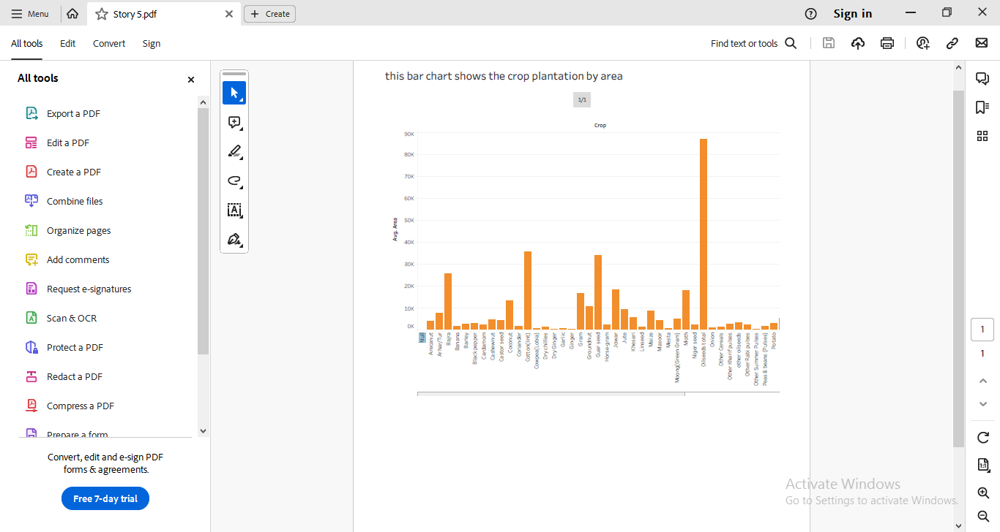 Menu
Story 5.pdf
Create
Sign in
All tools
Edit
Convert
Sign
Find text or tools
All tools
Export a PDF
Edit a PDF
Create a PDF
Combine files
Organize pages
Add comments
Request e-signatures
Scan & OCR
Protect a PDF
Redact a PDF
Compress a PDF
Prepare a form
Convert, edit and e-sign PDF
forms & agreements.
Free 7-day trial
this bar chart shows the crop plantation by area
1/1
Crop
90K
80K
70K
60K
50K
40K
30K
20K
10K
0K
Avg. Area
Null
Arecanut
Arhar/Tur
Bajra
Banana
Barley
Black pepper
Cardamom
Cashewnut
Castor seed
Coconut
Coriander
Cotton(lint)
Cowpea(Lobia)
Dry chillies
Dry Ginger
Garlic
Ginger
Gram
Groundnut
Guar seed
Horse-gram
Jowar
Jute
Khesari
Linseed
Maize
Masoor
Mesta
Moong(Green Gram)
Moth
Niger seed
Oilseeds total
Onion
Other Cereals
Other Kharif pulses
other oilseeds
Other Rabi pulses
Other Summer Pulses
Peas & beans (Pulses)
Potato
1
1
1:1
Activate Windows
Go to Settings to activate Windows.